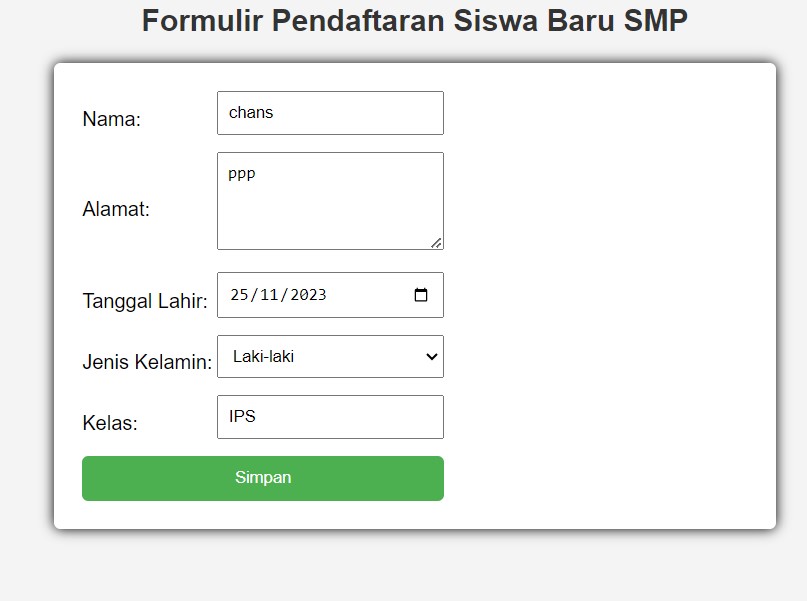 Formulir Pendaftaran Siswa Baru SMP
Nama: chans
Alamat: ppp
Tanggal Lahir: 25/11/2023
Jenis Kelamin: Laki-laki
Kelas: IPS
Simpan